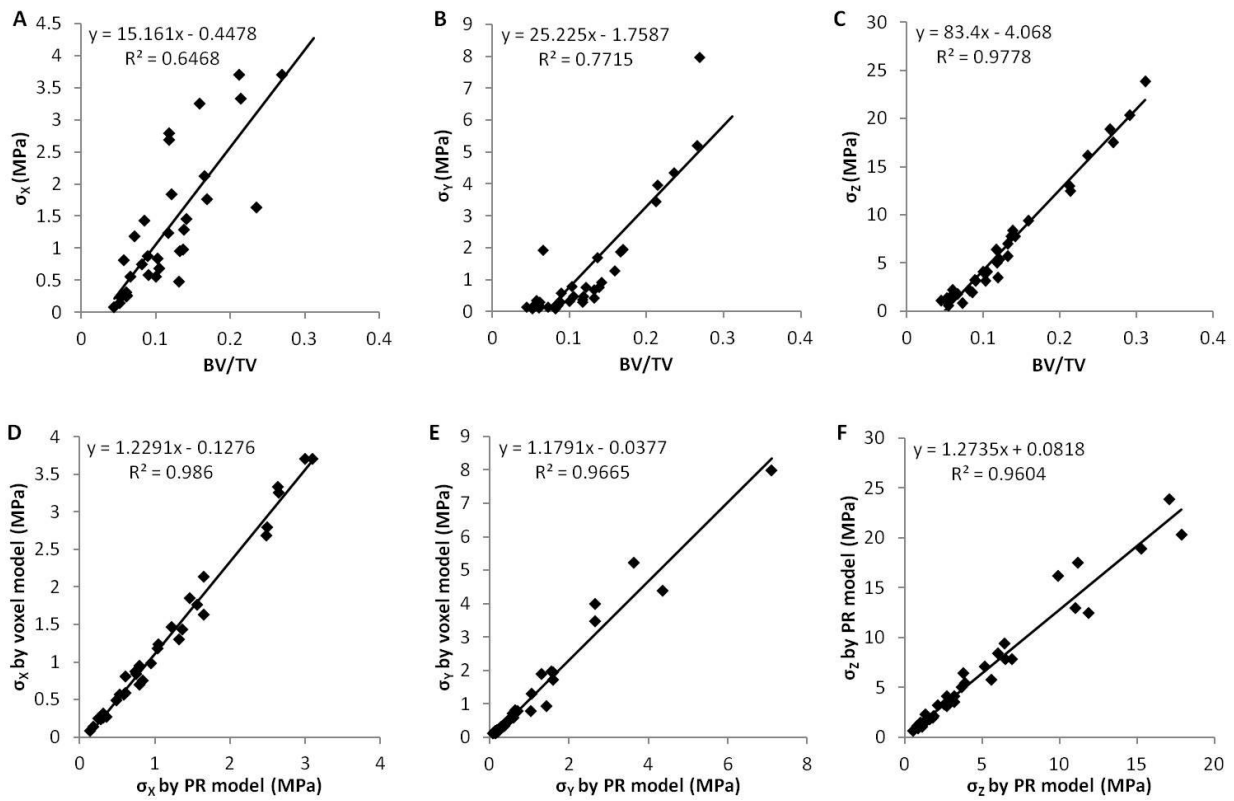 A
y = 15.161x - 0.4478
R² = 0.6468
4.5
4
3.5
3
2.5
2
1.5
1
0.5
0
σX (MPa)
0 0.1 0.2 0.3 0.4
BV/TV
B
y = 25.225x - 1.7587
R² = 0.7715
9
8
7
6
5
4
3
2
1
0
σY (MPa)
0 0.1 0.2 0.3 0.4
BV/TV
C
y = 83.4x - 4.068
R² = 0.9778
30
25
20
15
10
5
0
σZ (MPa)
0 0.1 0.2 0.3 0.4
BV/TV
D
y = 1.2291x - 0.1276
R² = 0.986
4
3.5
3
2.5
2
1.5
1
0.5
0
σX by voxel model (MPa)
0 1 2 3 4
σX by PR model (MPa)
E
y = 1.1791x - 0.0377
R² = 0.9665
9
8
7
6
5
4
3
2
1
0
σY by voxel model (MPa)
0 2 4 6 8
σY by PR model (MPa)
F
y = 1.2735x + 0.0818
R² = 0.9604
30
25
20
15
10
5
0
σZ by PR model (MPa)
0 5 10 15 20
σZ by PR model (MPa)